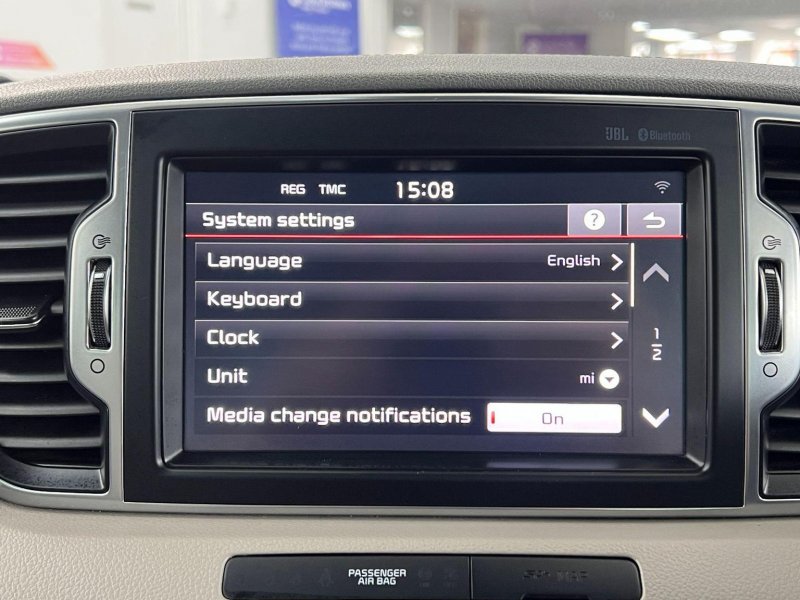 JBL Bluetooth
REG TMC 15:08
System settings ?
Language English
Keyboard
1
2
Clock
Unit mi
Media change notifications On
PASSENGER
AIR BAG